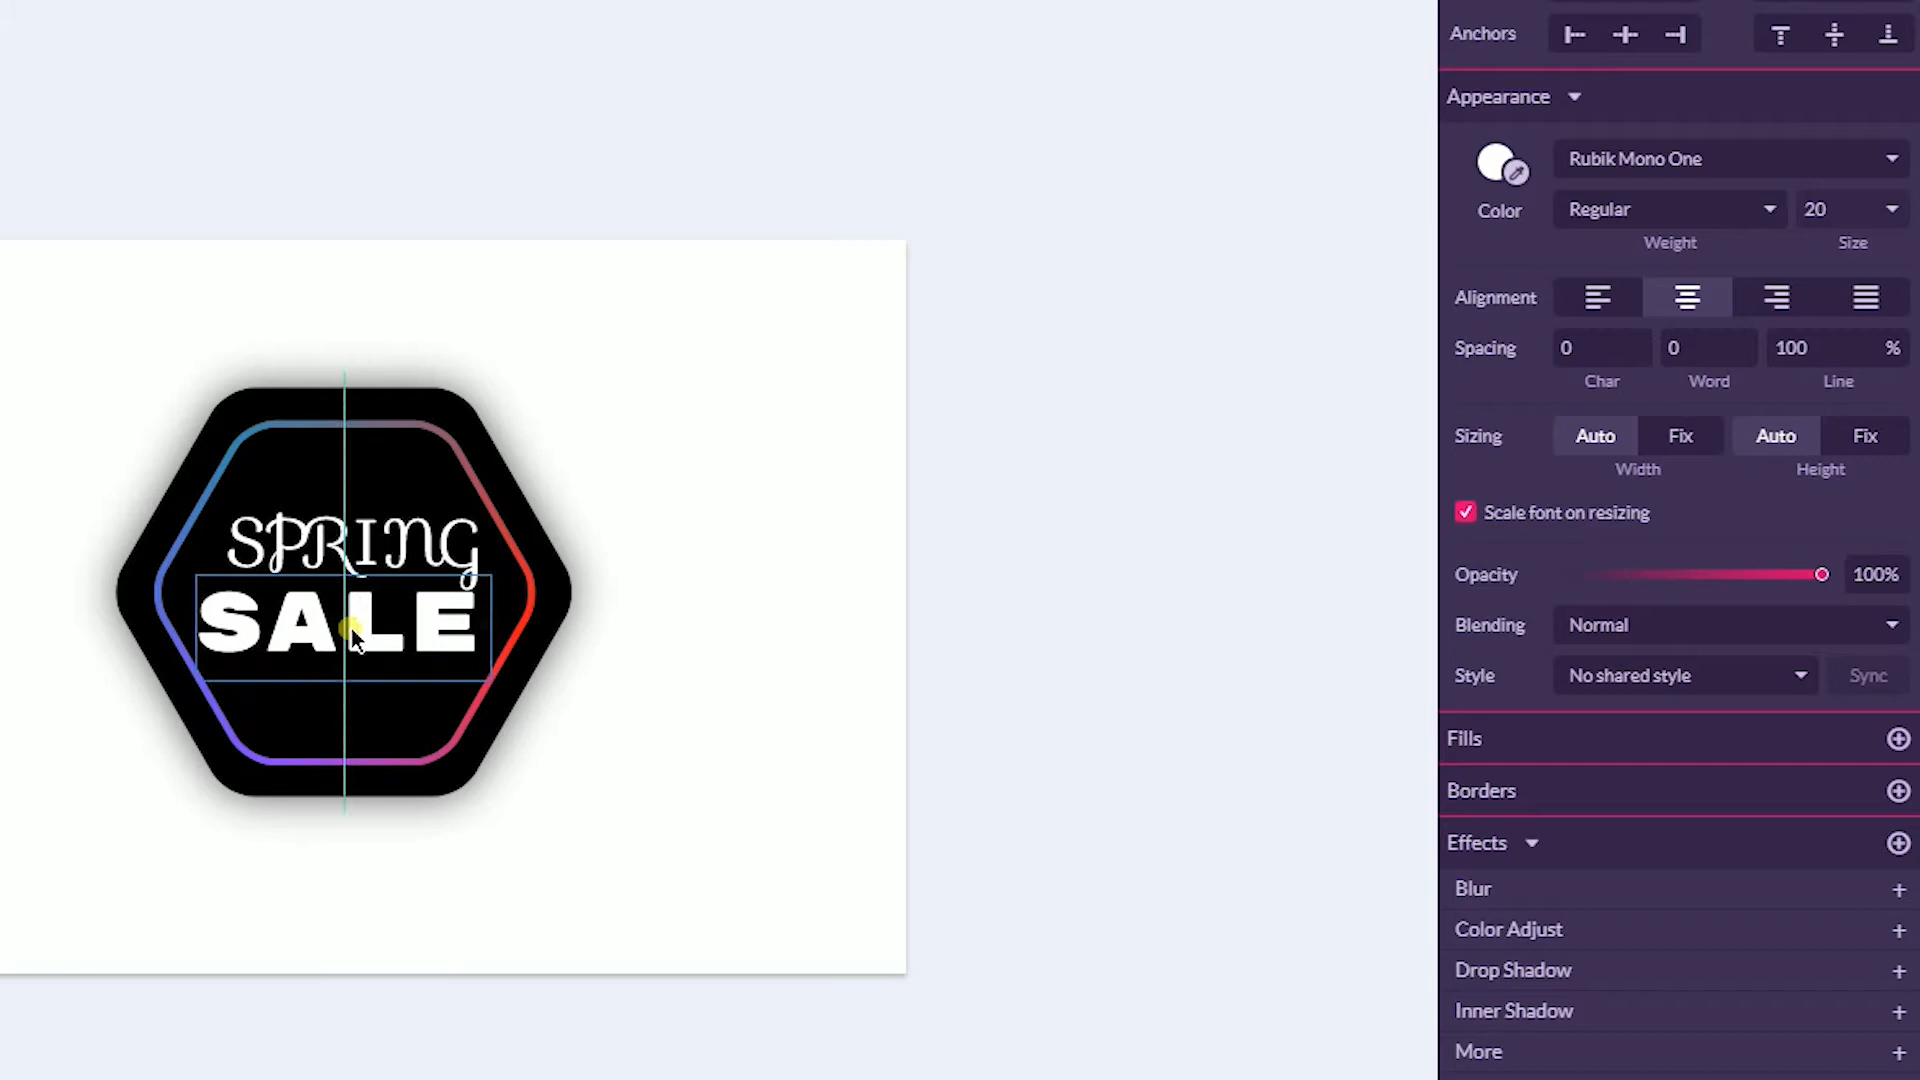 Anchors
Appearance
Rubik Mono One
Color
Regular
20
Weight
Size
Alignment
Spacing
0
0
100
%
Char
Word
Line
Sizing
Auto
Fix
Auto
Fix
Width
Height
Scale font on resizing
Opacity
100%
Blending
Normal
Style
No shared style
Sync
Fills
Borders
Effects
Blur
Color Adjust
Drop Shadow
Inner Shadow
More
SPRING
SALE